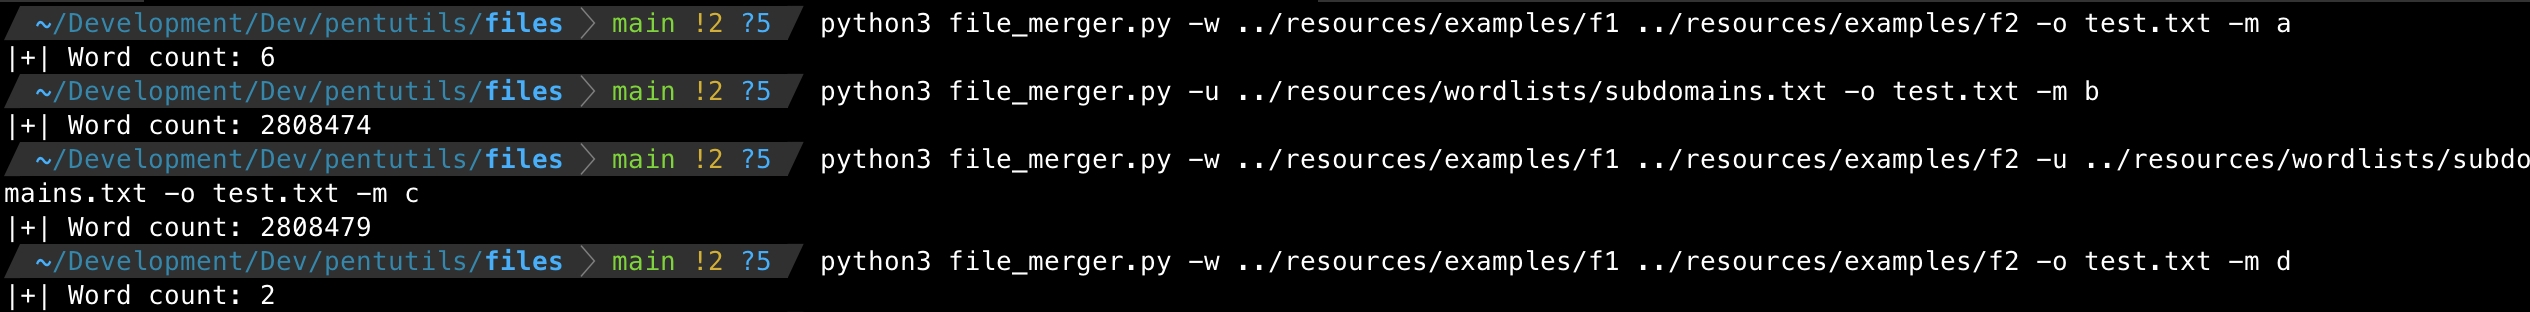 ~/Development/Dev/pentutils/files main !2 ?5 python3 file_merger.py -w ../resources/examples/f1 ../resources/examples/f2 -o test.txt -m a
|+| Word count: 6
~/Development/Dev/pentutils/files main !2 ?5 python3 file_merger.py -u ../resources/wordlists/subdomains.txt -o test.txt -m b
|+| Word count: 2808474
~/Development/Dev/pentutils/files main !2 ?5 python3 file_merger.py -w ../resources/examples/f1 ../resources/examples/f2 -u ../resources/wordlists/subdo
mains.txt -o test.txt -m c
|+| Word count: 2808479
~/Development/Dev/pentutils/files main !2 ?5 python3 file_merger.py -w ../resources/examples/f1 ../resources/examples/f2 -o test.txt -m d
|+| Word count: 2